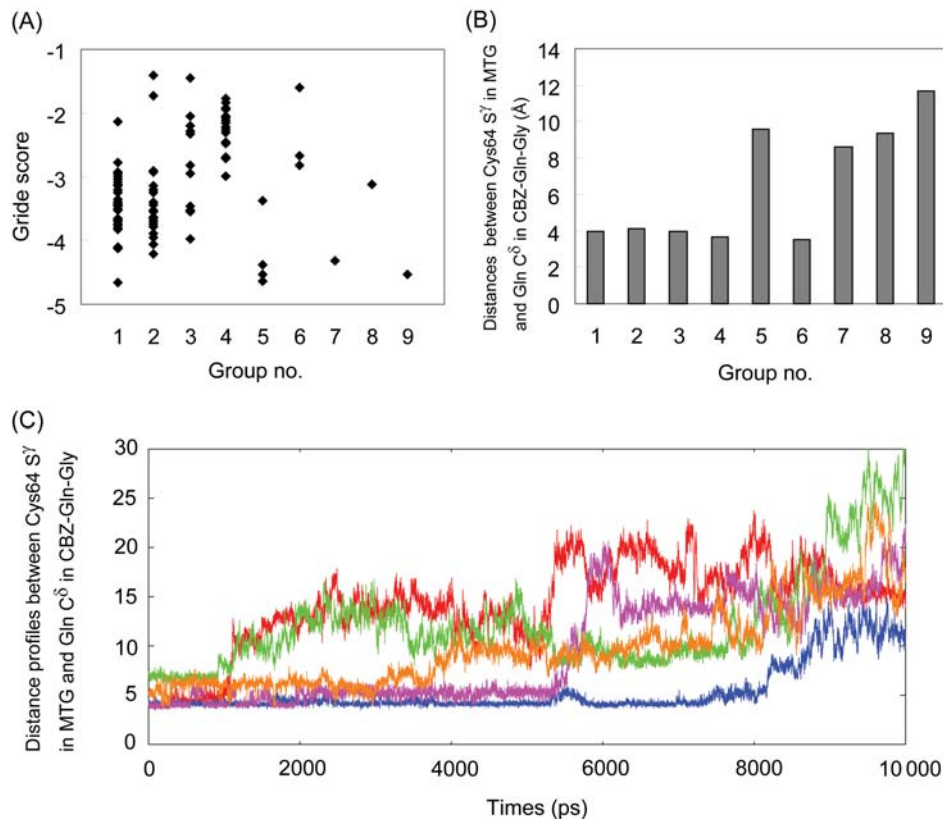 (A)
Gride score
-1
-2
-3
-4
-5
1 2 3 4 5 6 7 8 9
Group no.
(B)
Distances between Cys64 Sγ in MTG
and Gln Cδ in CBZ-Gln-Gly (Å)
14
12
10
8
6
4
2
0
1 2 3 4 5 6 7 8 9
Group no.
(C)
Distance profiles between Cys64 Sγ
in MTG and Gln Cδ in CBZ-Gln-Gly
30
25
20
15
10
5
0
0 2000 4000 6000 8000 10 000
Times (ps)